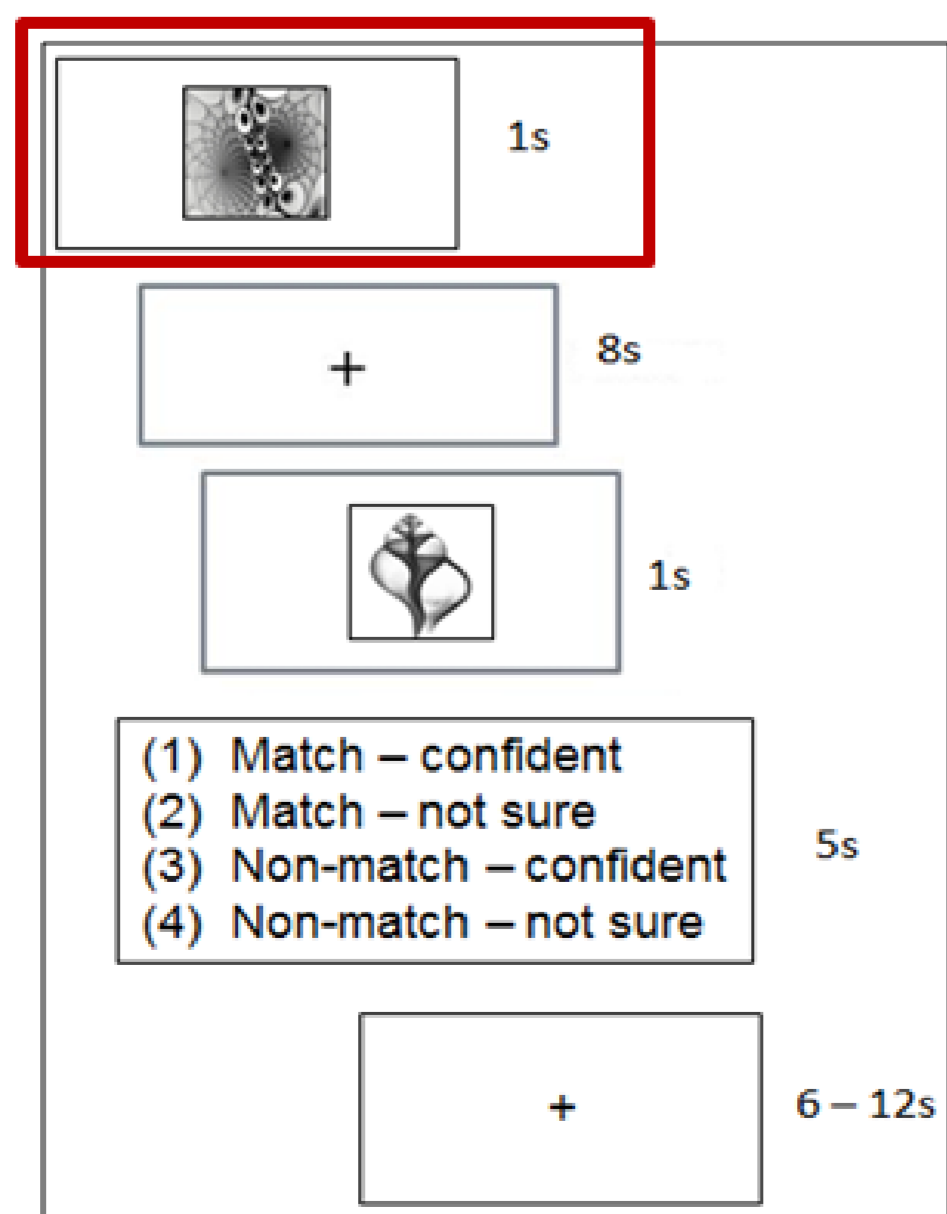 1s
+
8s
1s
(1) Match – confident
(2) Match – not sure
(3) Non-match – confident
(4) Non-match – not sure
5s
+
6 – 12s